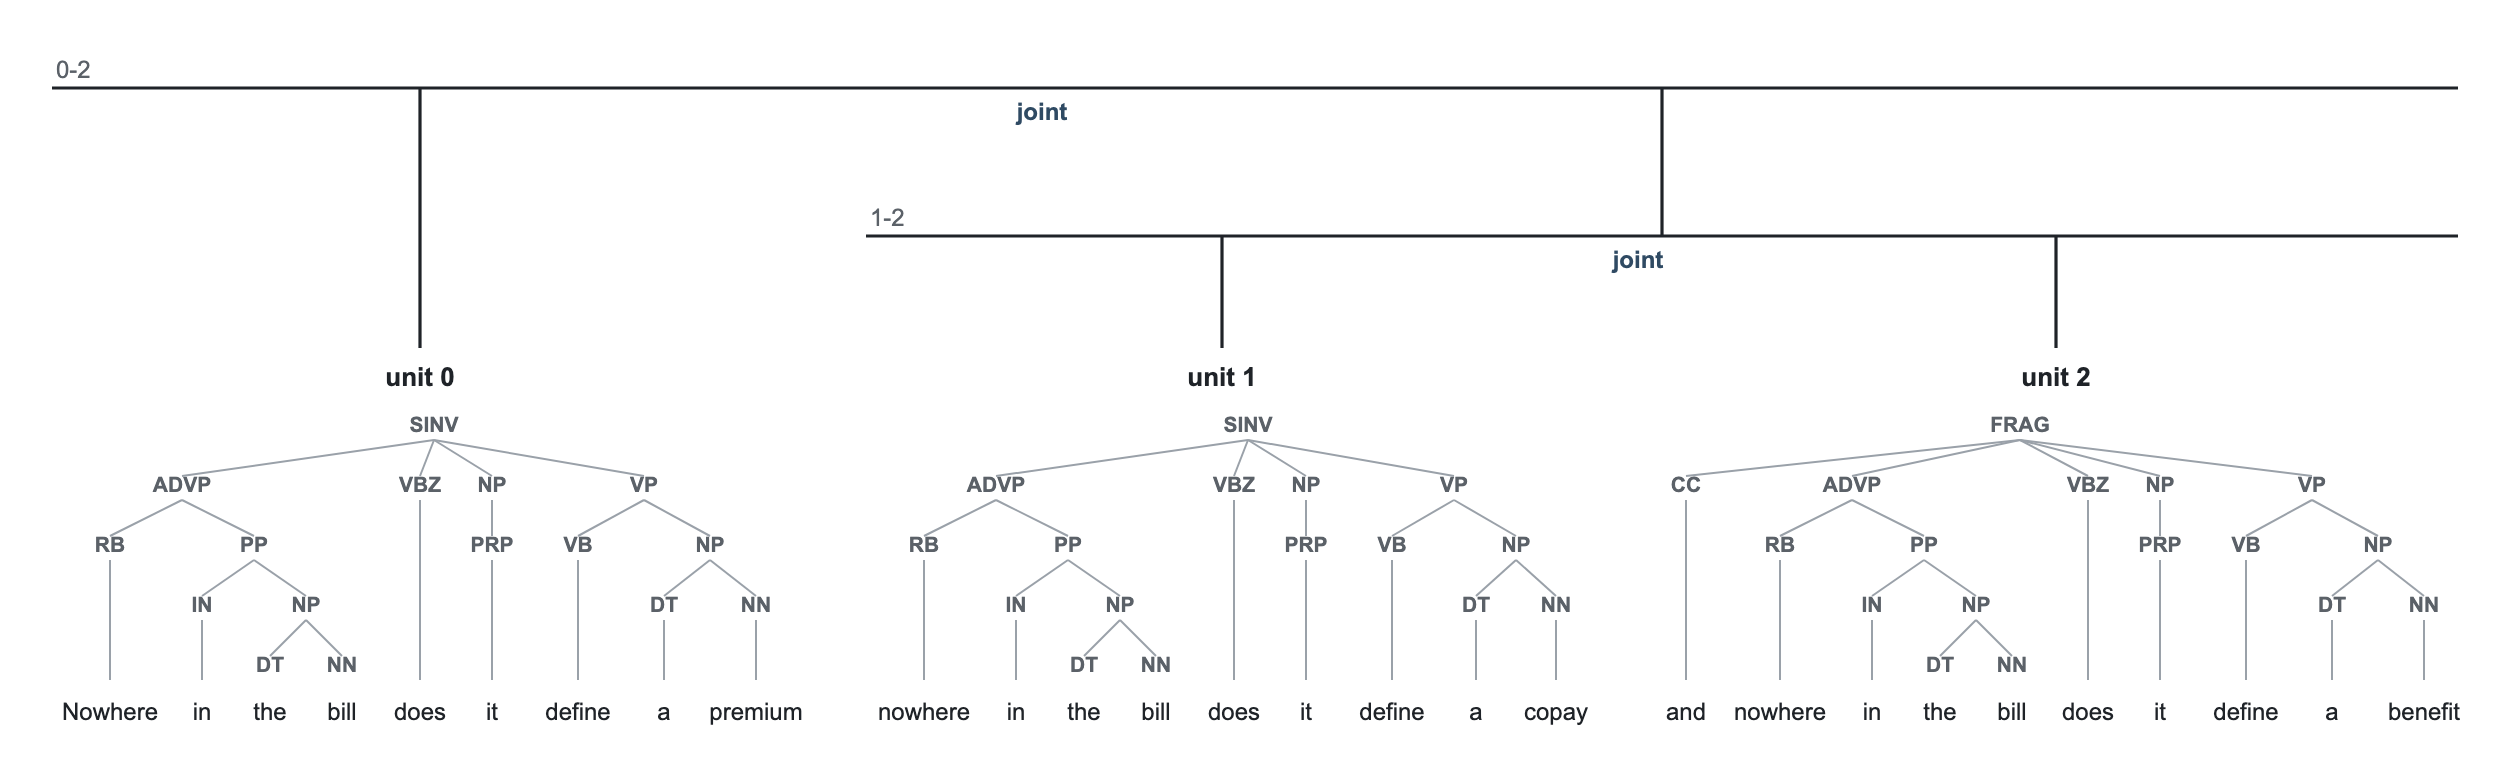 0-2
joint
1-2
joint
unit 0 unit 1 unit 2
SINV SINV FRAG
ADVP VBZ NP VP ADVP VBZ NP VP CC ADVP VBZ NP VP
RB PP PRP VB NP RB PP PRP VB NP RB PP PRP VB NP
IN NP DT NN IN NP DT NN IN NP DT NN
DT NN DT NN DT NN
Nowhere in the bill does it define a premium nowhere in the bill does it define a copay and nowhere in the bill does it define a benefit